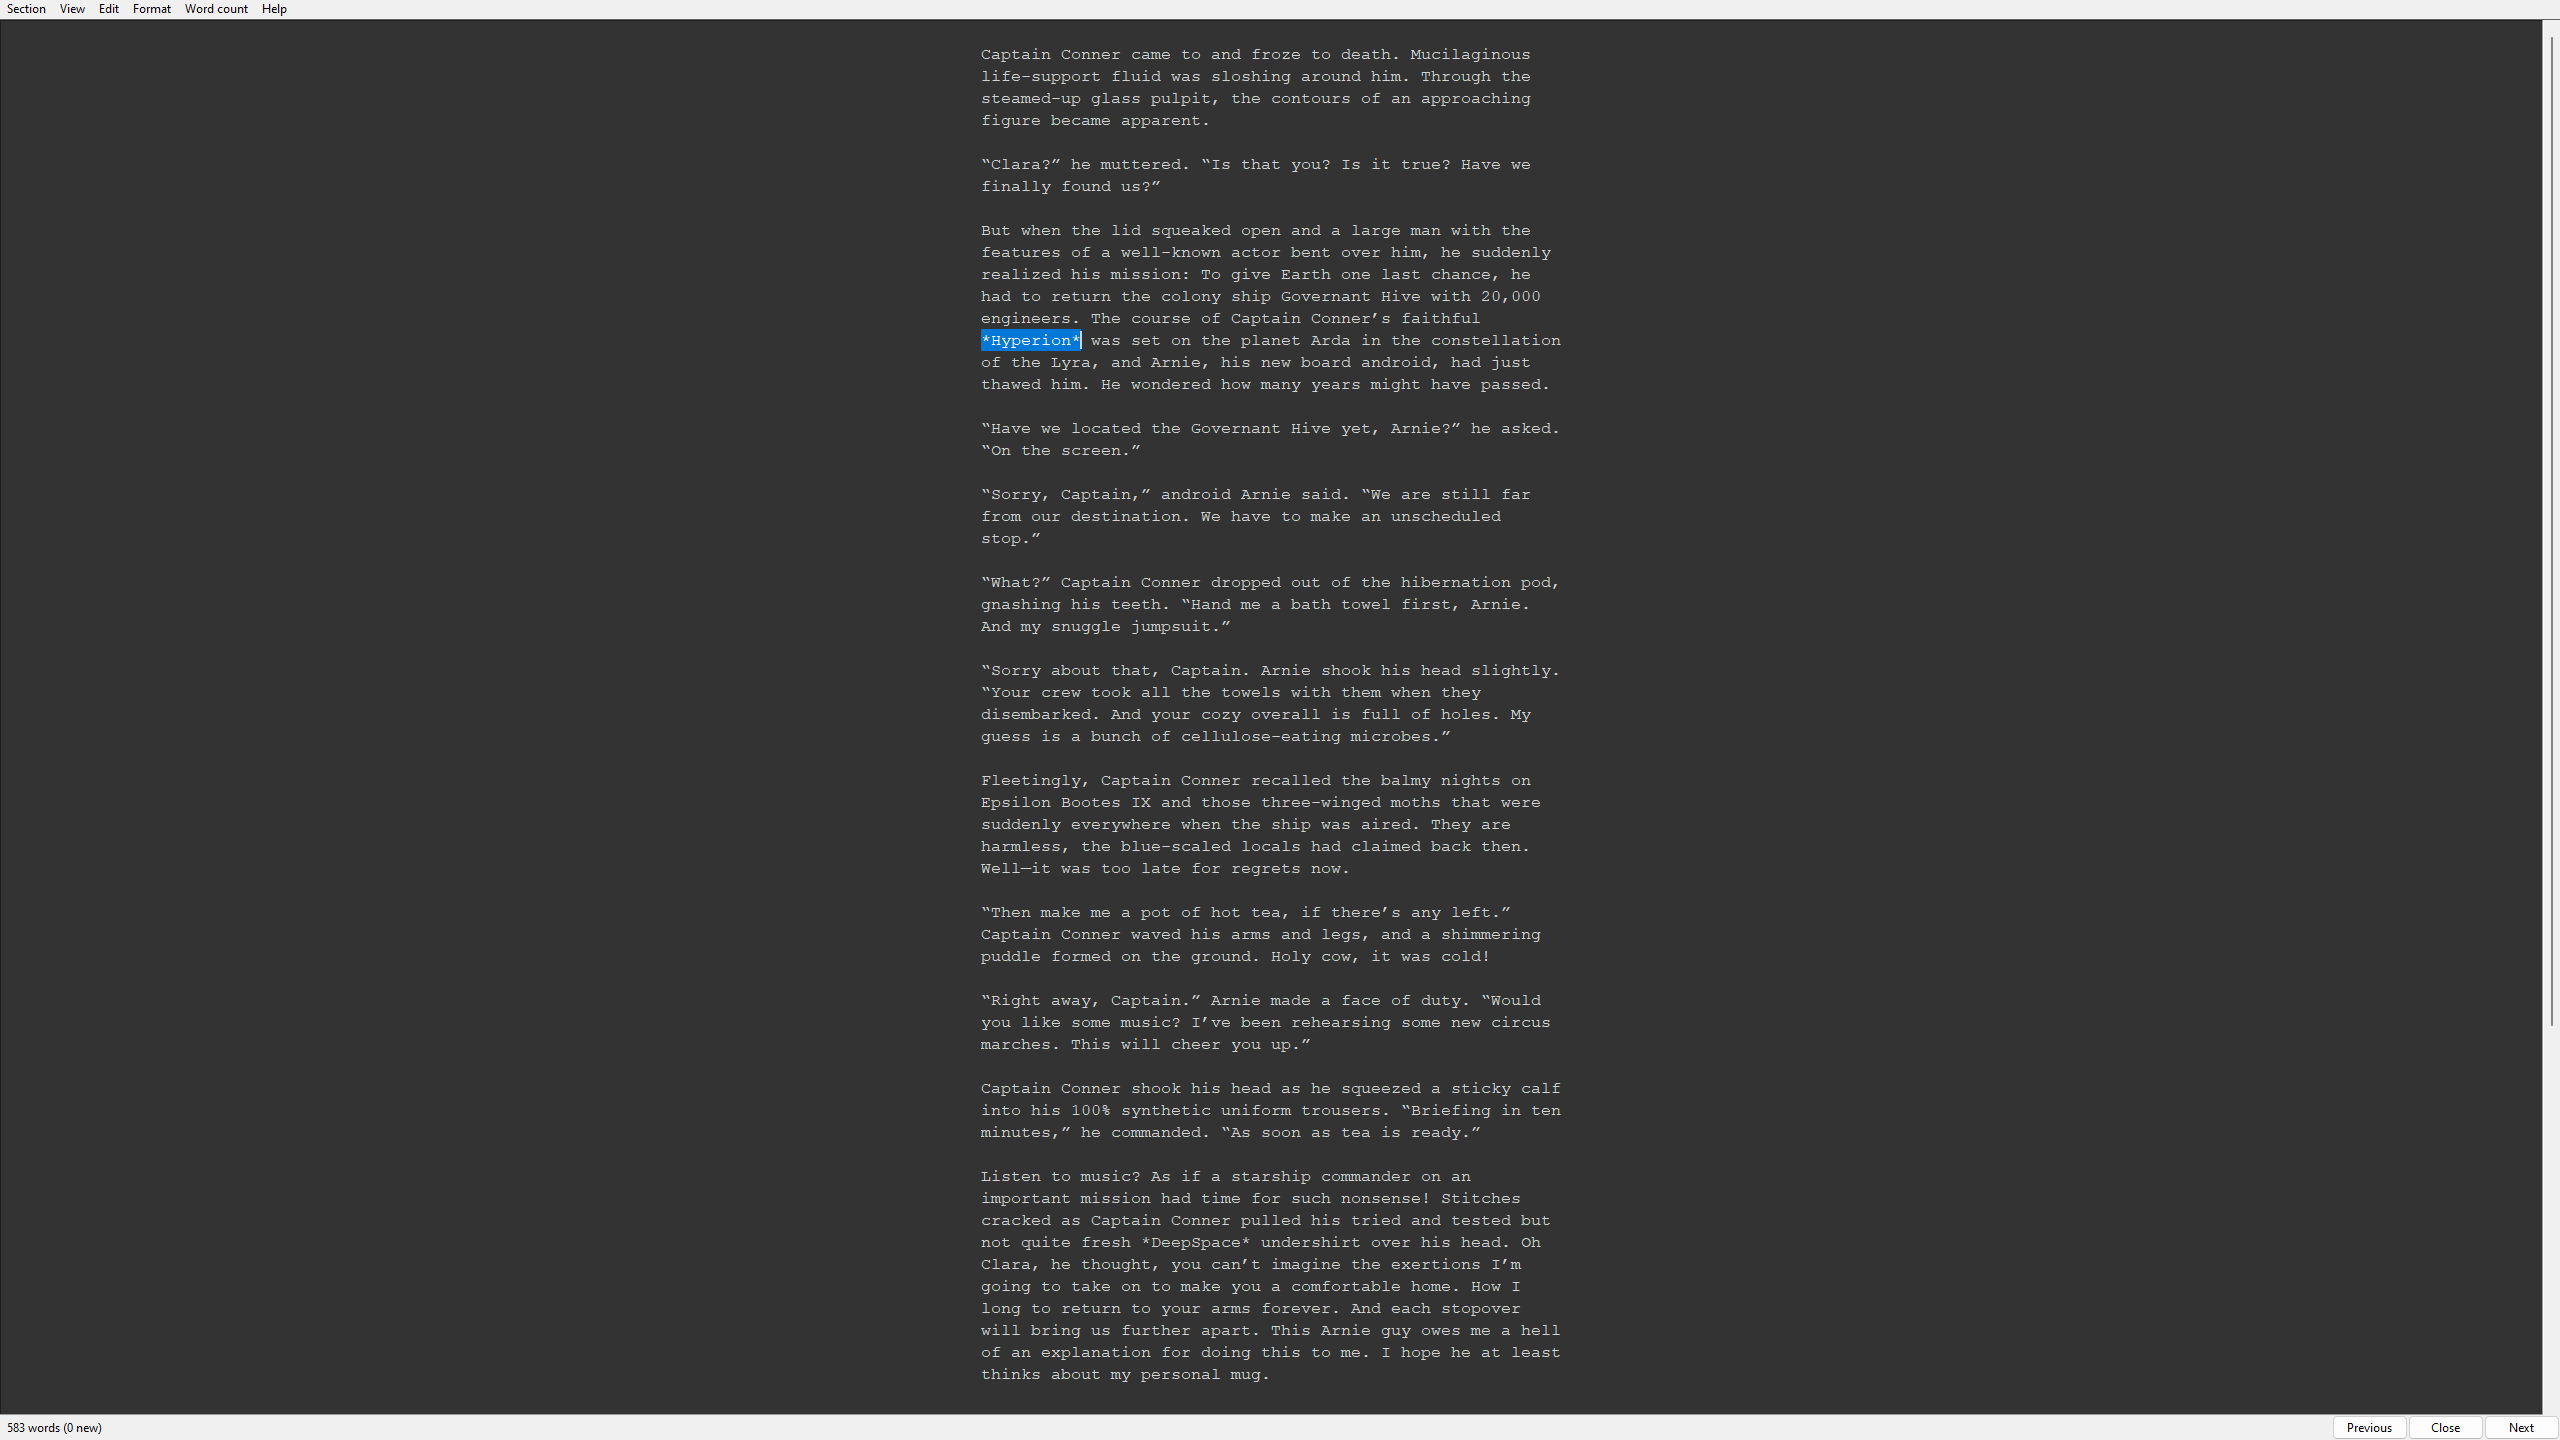 Section View Edit Format Word count Help
Captain Conner came to and froze to death. Mucilaginous
life-support fluid was sloshing around him. Through the
steamed-up glass pulpit, the contours of an approaching
figure became apparent.
“Clara?” he muttered. “Is that you? Is it true? Have we
finally found us?”
But when the lid squeaked open and a large man with the
features of a well-known actor bent over him, he suddenly
realized his mission: To give Earth one last chance, he
had to return the colony ship Governant Hive with 20,000
engineers. The course of Captain Conner’s faithful
*Hyperion* was set on the planet Arda in the constellation
of the Lyra, and Arnie, his new board android, had just
thawed him. He wondered how many years might have passed.
“Have we located the Governant Hive yet, Arnie?” he asked.
“On the screen.”
“Sorry, Captain,” android Arnie said. “We are still far
from our destination. We have to make an unscheduled
stop.”
“What?” Captain Conner dropped out of the hibernation pod,
gnashing his teeth. “Hand me a bath towel first, Arnie.
And my snuggle jumpsuit.”
“Sorry about that, Captain. Arnie shook his head slightly.
“Your crew took all the towels with them when they
disembarked. And your cozy overall is full of holes. My
guess is a bunch of cellulose-eating microbes.”
Fleetingly, Captain Conner recalled the balmy nights on
Epsilon Bootes IX and those three-winged moths that were
suddenly everywhere when the ship was aired. They are
harmless, the blue-scaled locals had claimed back then.
Well—it was too late for regrets now.
“Then make me a pot of hot tea, if there’s any left.”
Captain Conner waved his arms and legs, and a shimmering
puddle formed on the ground. Holy cow, it was cold!
“Right away, Captain.” Arnie made a face of duty. “Would
you like some music? I’ve been rehearsing some new circus
marches. This will cheer you up.”
Captain Conner shook his head as he squeezed a sticky calf
into his 100% synthetic uniform trousers. “Briefing in ten
minutes,” he commanded. “As soon as tea is ready.”
Listen to music? As if a starship commander on an
important mission had time for such nonsense! Stitches
cracked as Captain Conner pulled his tried and tested but
not quite fresh *DeepSpace* undershirt over his head. Oh
Clara, he thought, you can’t imagine the exertions I’m
going to take on to make you a comfortable home. How I
long to return to your arms forever. And each stopover
will bring us further apart. This Arnie guy owes me a hell
of an explanation for doing this to me. I hope he at least
thinks about my personal mug.
583 words (0 new) Previous Close Next